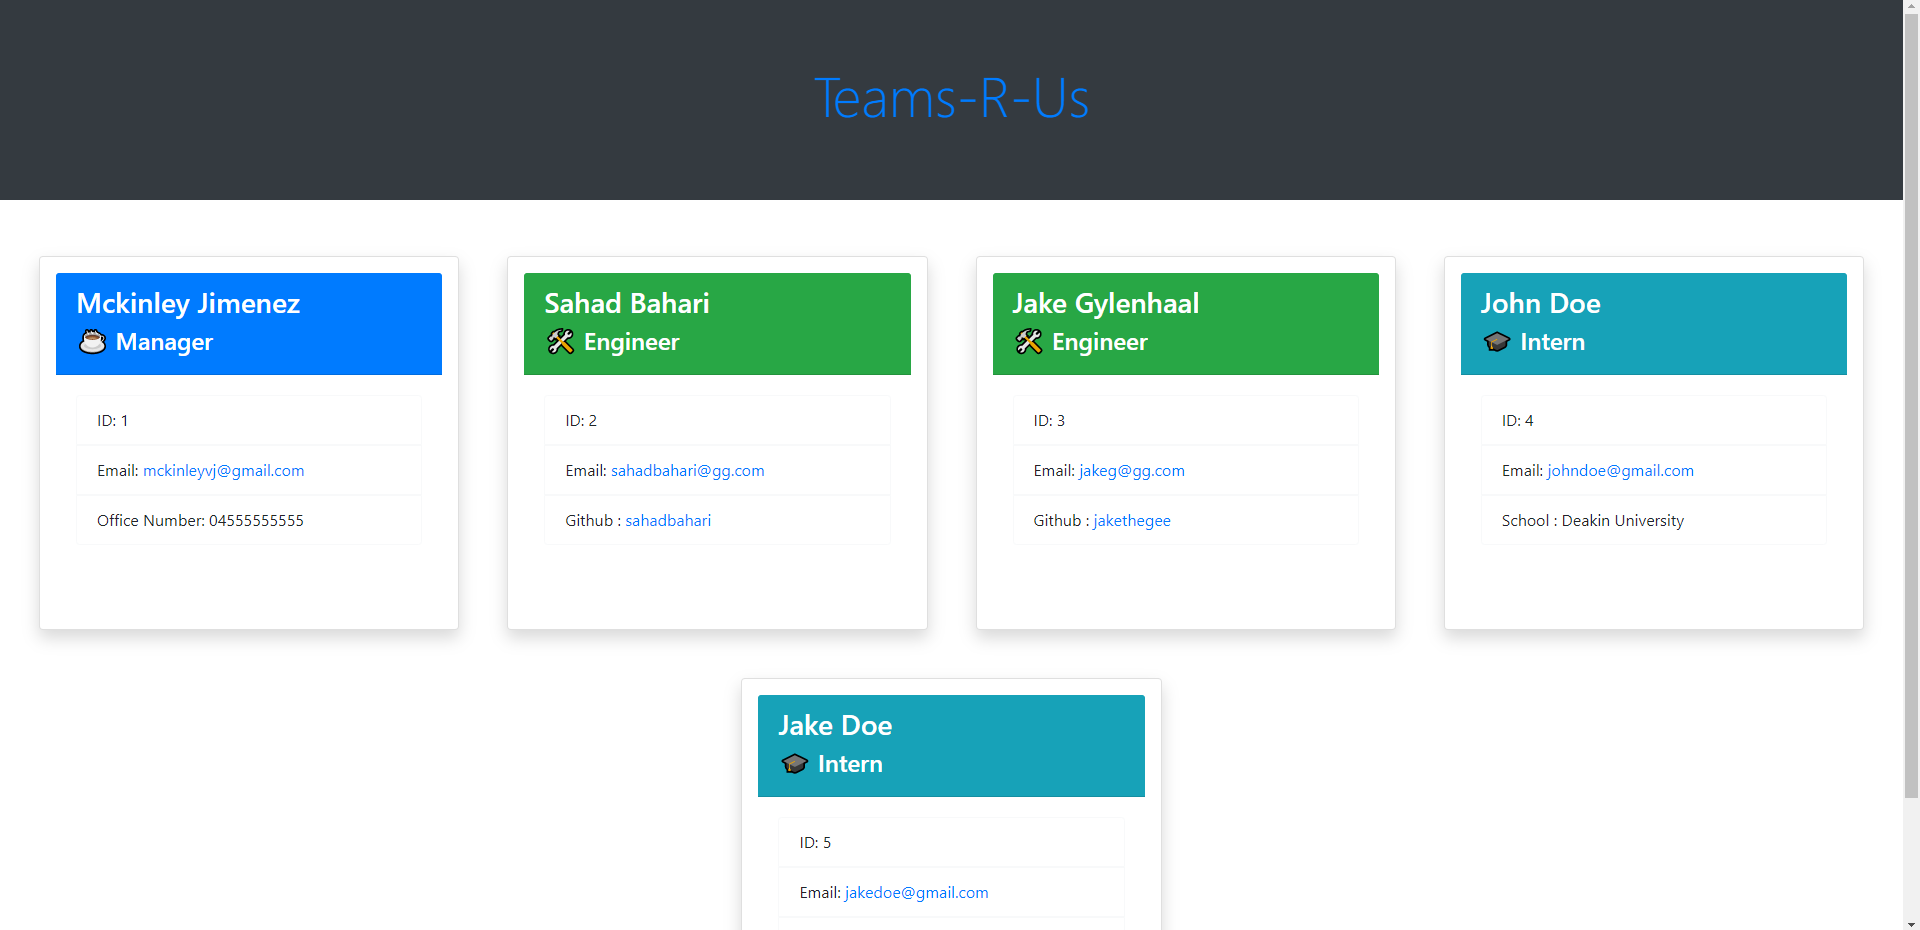 Teams-R-Us
Mckinley Jimenez
Manager
ID: 1
Email: mckinleyvj@gmail.com
Office Number: 04555555555
Sahad Bahari
Engineer
ID: 2
Email: sahadbahari@gg.com
Github : sahadbahari
Jake Gylenhaal
Engineer
ID: 3
Email: jakeg@gg.com
Github : jakethegee
John Doe
Intern
ID: 4
Email: johndoe@gmail.com
School : Deakin University
Jake Doe
Intern
ID: 5
Email: jakedoe@gmail.com